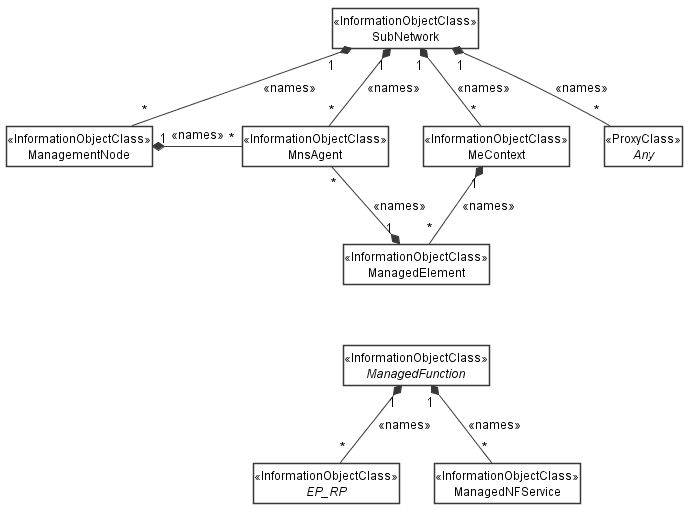 «InformationObjectClass»
SubNetwork
1
1
1
1
«names»
«names»
«names»
«names»
*
*
*
*
«InformationObjectClass»
ManagementNode
1
«names»
*
«InformationObjectClass»
MnsAgent
«InformationObjectClass»
MeContext
«ProxyClass»
Any
*
1
«names»
«names»
1
*
«InformationObjectClass»
ManagedElement
«InformationObjectClass»
ManagedFunction
1
1
«names»
«names»
*
*
«InformationObjectClass»
EP_RP
«InformationObjectClass»
ManagedNFService